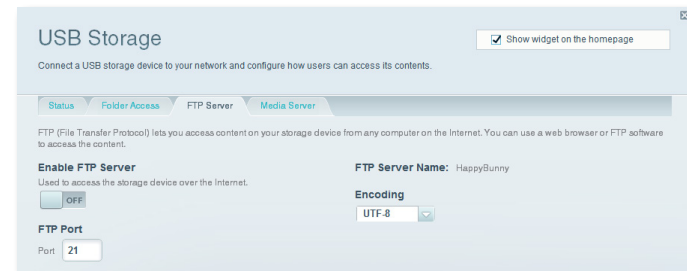 USB Storage
Show widget on the homepage
Connect a USB storage device to your network and configure how users can access its contents.
Status Folder Access FTP Server Media Server
FTP (File Transfer Protocol) lets you access content on your storage device from any computer on the Internet. You can use a web browser or FTP software
to access the content.
Enable FTP Server
Used to access the storage device over the Internet.
OFF
FTP Server Name: HappyBunny
Encoding
UTF-8
FTP Port
Port 21